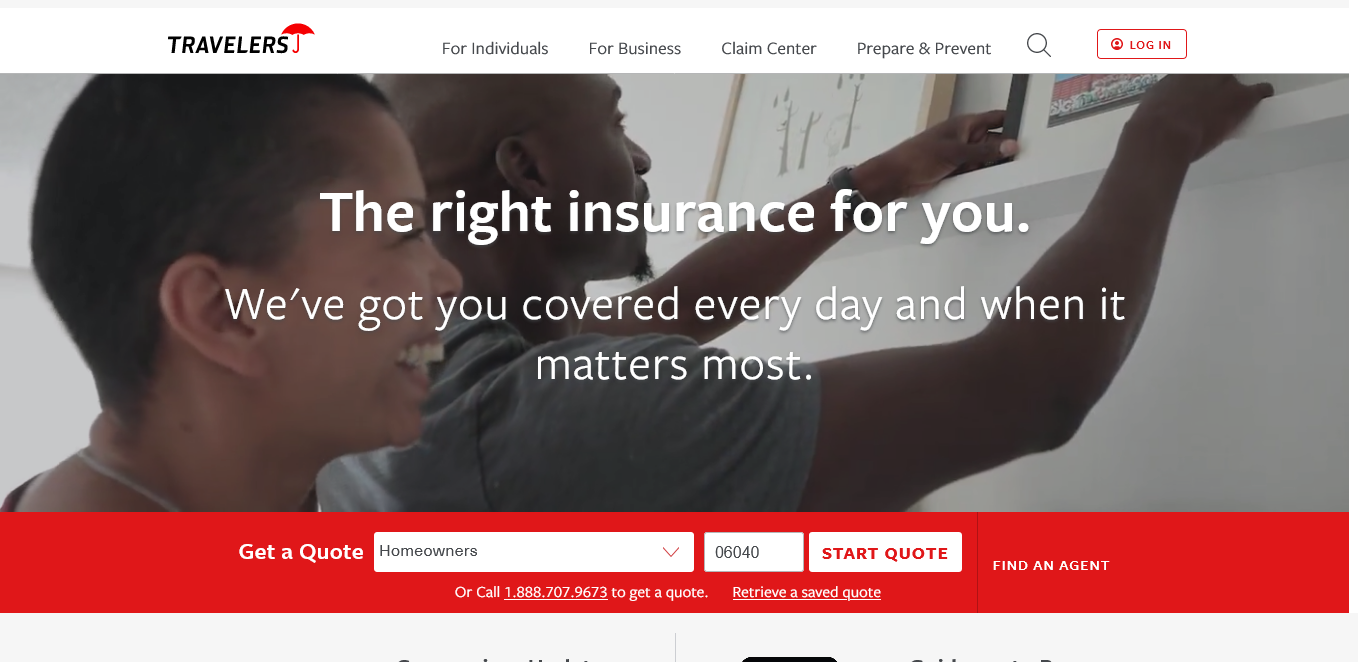 TRAVELERS
For Individuals
For Business
Claim Center
Prepare & Prevent
LOG IN
The right insurance for you.
We've got you covered every day and when it
matters most.
Get a Quote
Homeowners
06040
START QUOTE
FIND AN AGENT
Or Call 1.888.707.9673 to get a quote.
Retrieve a saved quote